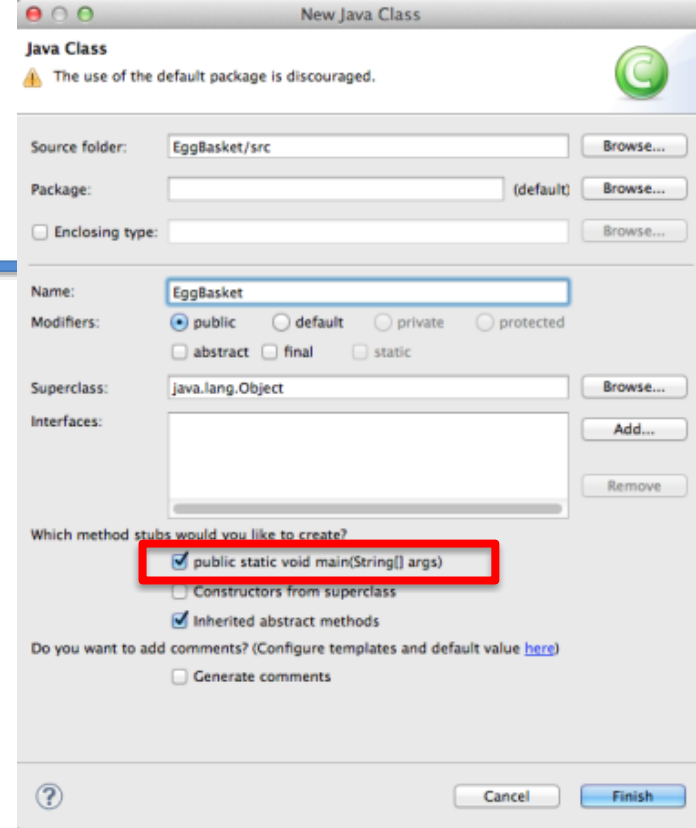 New Java Class
Java Class
The use of the default package is discouraged.
C
Source folder: EggBasket/src Browse...
Package: (default) Browse...
Enclosing type: Browse...
Name: EggBasket
Modifiers: public default private protected
abstract final static
Superclass: java.lang.Object Browse...
Interfaces: Add...
Remove
Which method stubs would you like to create?
public static void main(String[] args)
Constructors from superclass
Inherited abstract methods
Do you want to add comments? (Configure templates and default value here)
Generate comments
? Cancel Finish